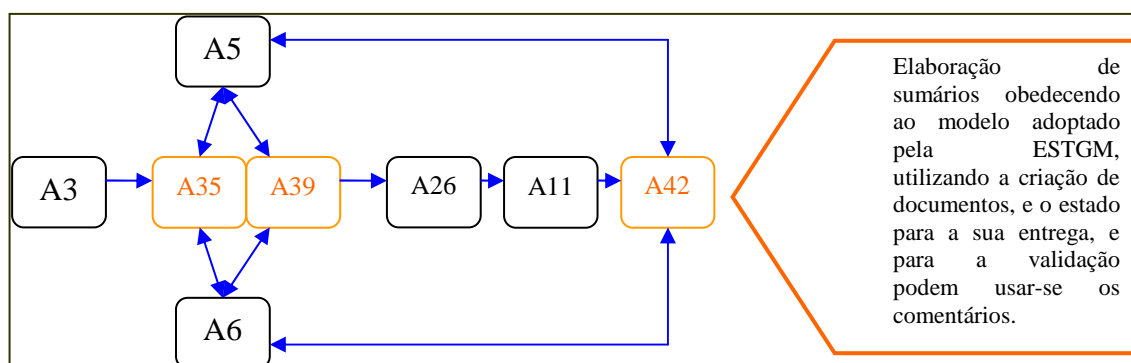 A5
A3
A35
A39
A26
A11
A42
A6
Elaboração de
sumários obedecendo
ao modelo adoptado
pela ESTGM,
utilizando a criação de
documentos, e o estado
para a sua entrega, e
para a validação
podem usar-se os
comentários.